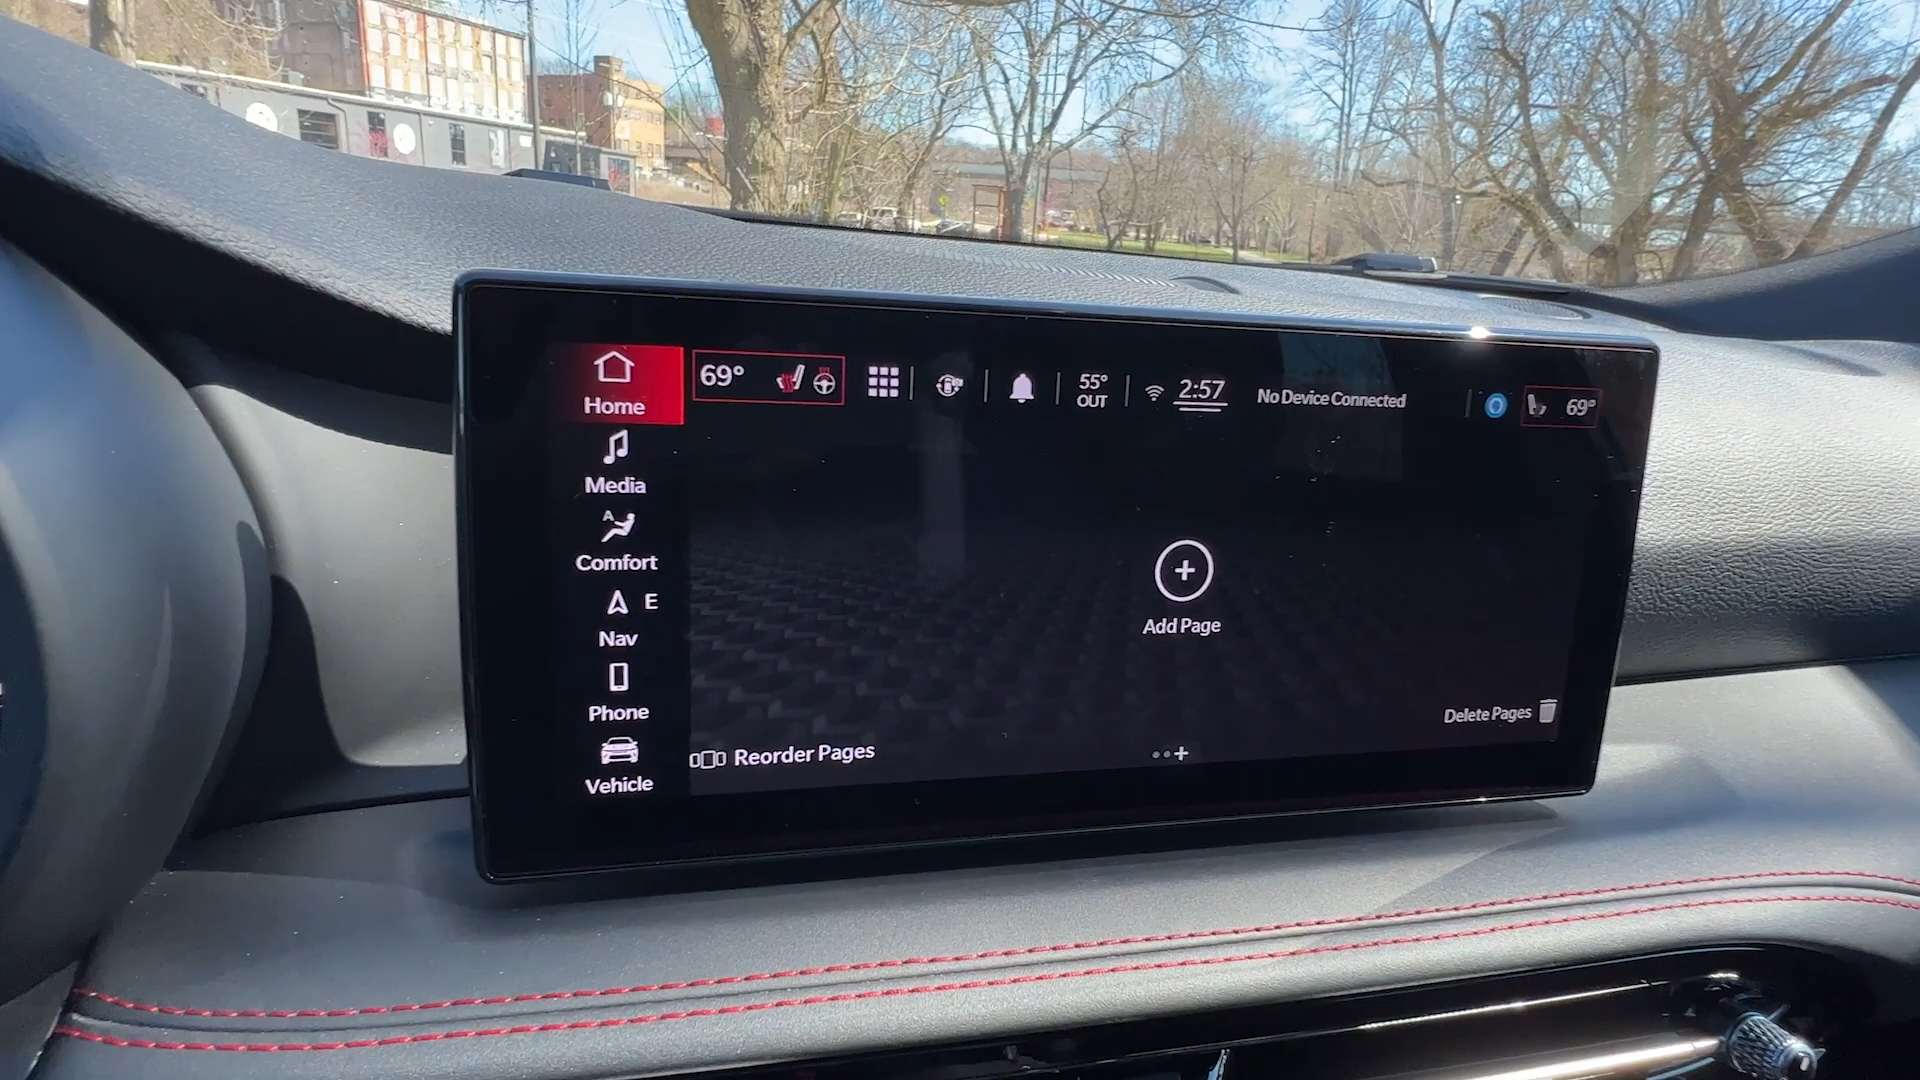 Home
69°
55°
OUT
2:57
No Device Connected
69°
Media
A
Comfort
E
Nav
Phone
Vehicle
Add Page
Reorder Pages
Delete Pages